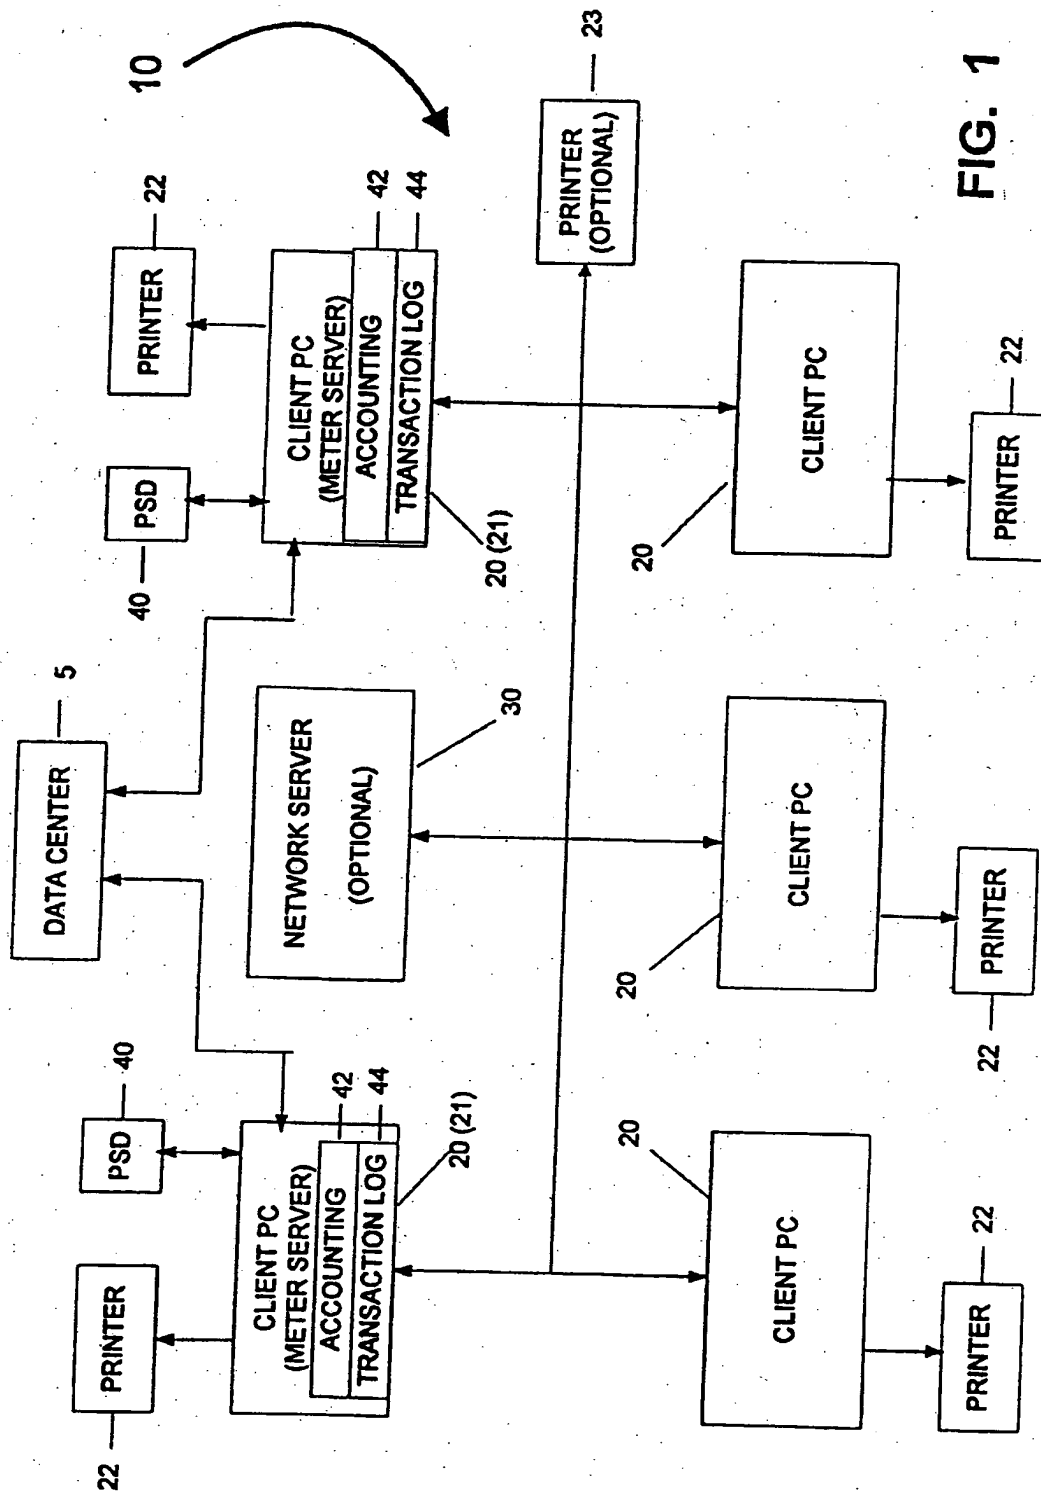 10
DATA CENTER
5
22
PRINTER
PSD
40
40
PSD
PRINTER
22
CLIENT PC
(METER SERVER)
ACCOUNTING
TRANSACTION LOG
42
44
20 (21)
NETWORK SERVER
(OPTIONAL)
30
CLIENT PC
(METER SERVER)
ACCOUNTING
TRANSACTION LOG
42
44
20 (21)
PRINTER
(OPTIONAL)
23
20
CLIENT PC
20
CLIENT PC
20
CLIENT PC
PRINTER
22
22
PRINTER
PRINTER
22
FIG. 1